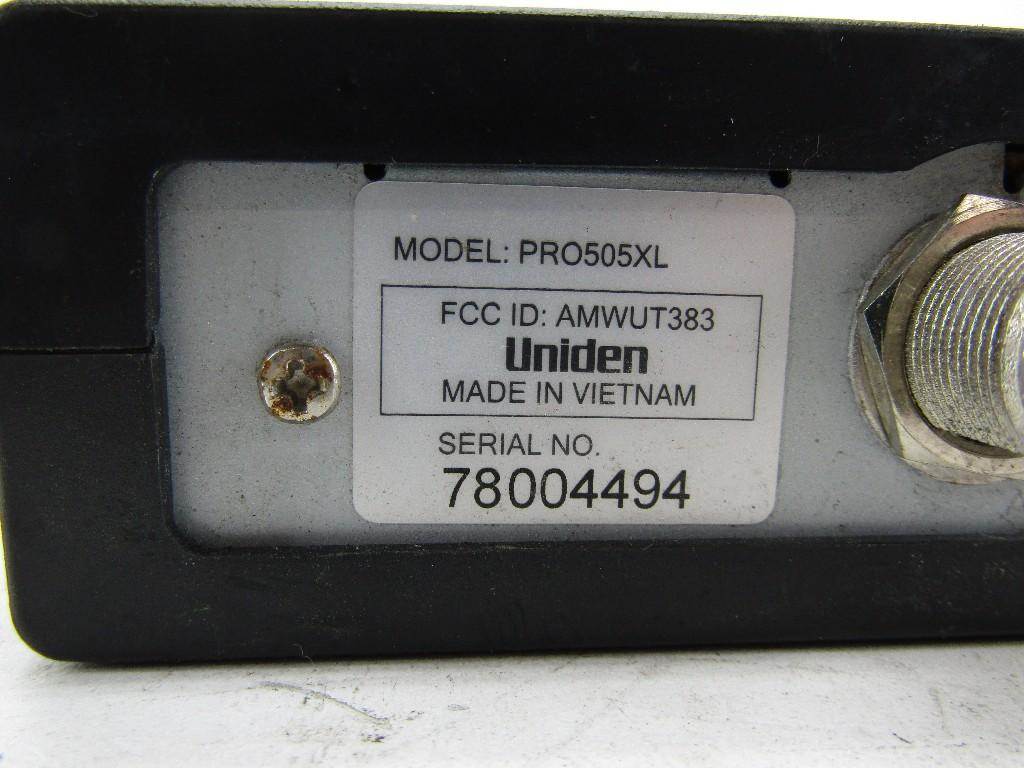 MODEL: PRO505XL
FCC ID: AMWUT383
Uniden
MADE IN VIETNAM
SERIAL NO.
78004494